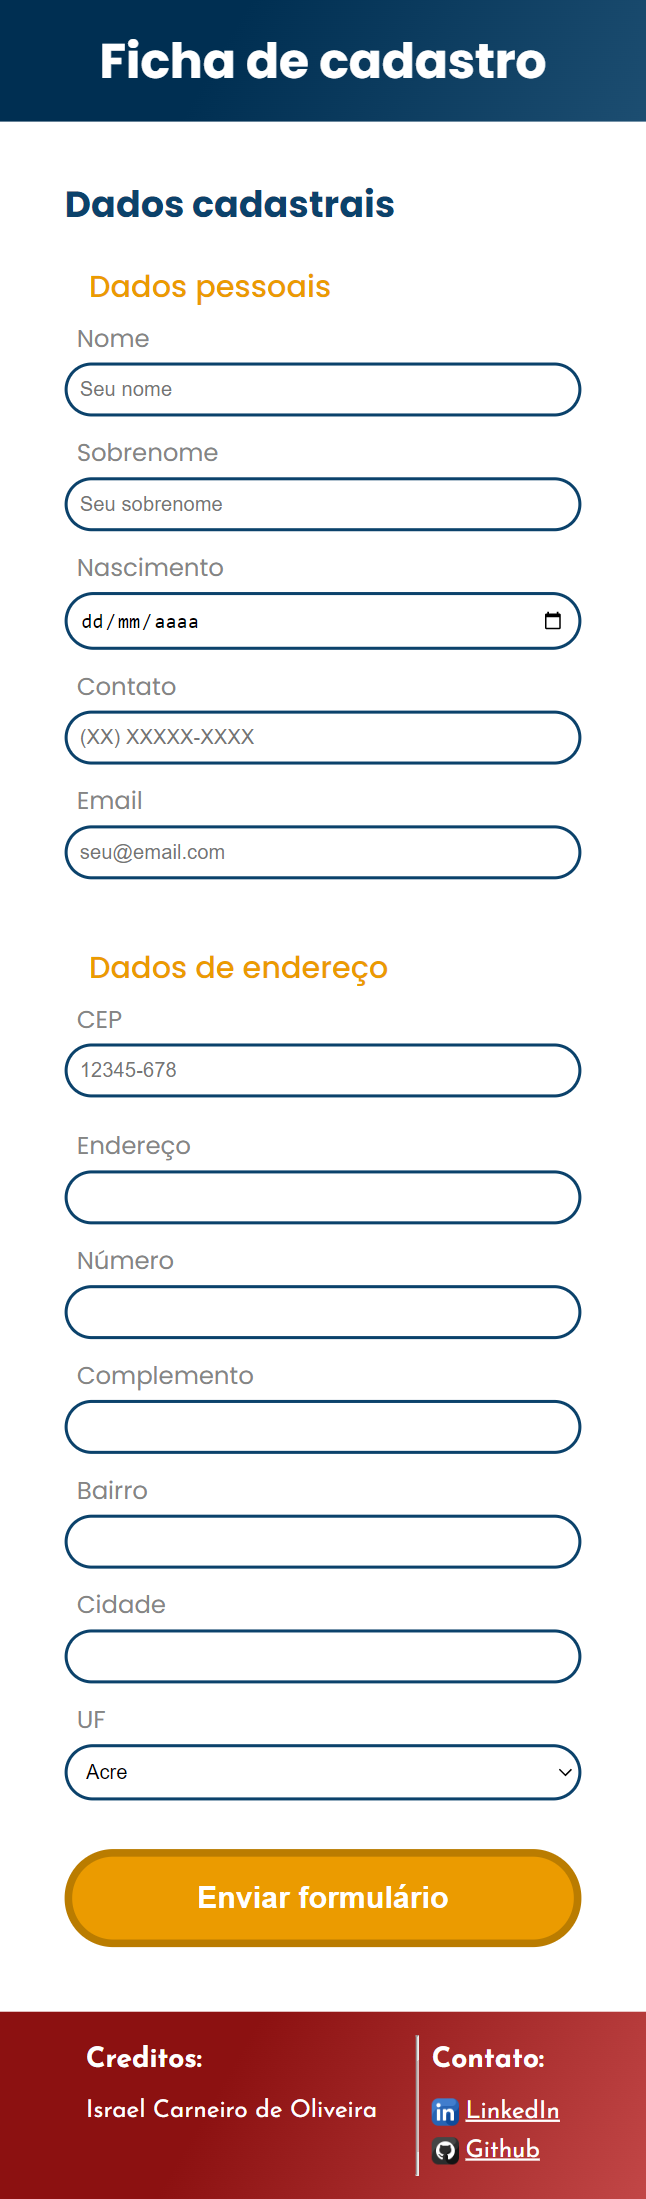 Ficha de cadastro
Dados cadastrais
Dados pessoais
Nome
Seu nome
Sobrenome
Seu sobrenome
Nascimento
dd/mm/aaaa
Contato
(XX) XXXXX-XXXX
Email
seu@email.com
Dados de endereço
CEP
12345-678
Endereço
Número
Complemento
Bairro
Cidade
UF
Acre
Enviar formulário
Creditos:
Israel Carneiro de Oliveira
Contato:
in LinkedIn
Github